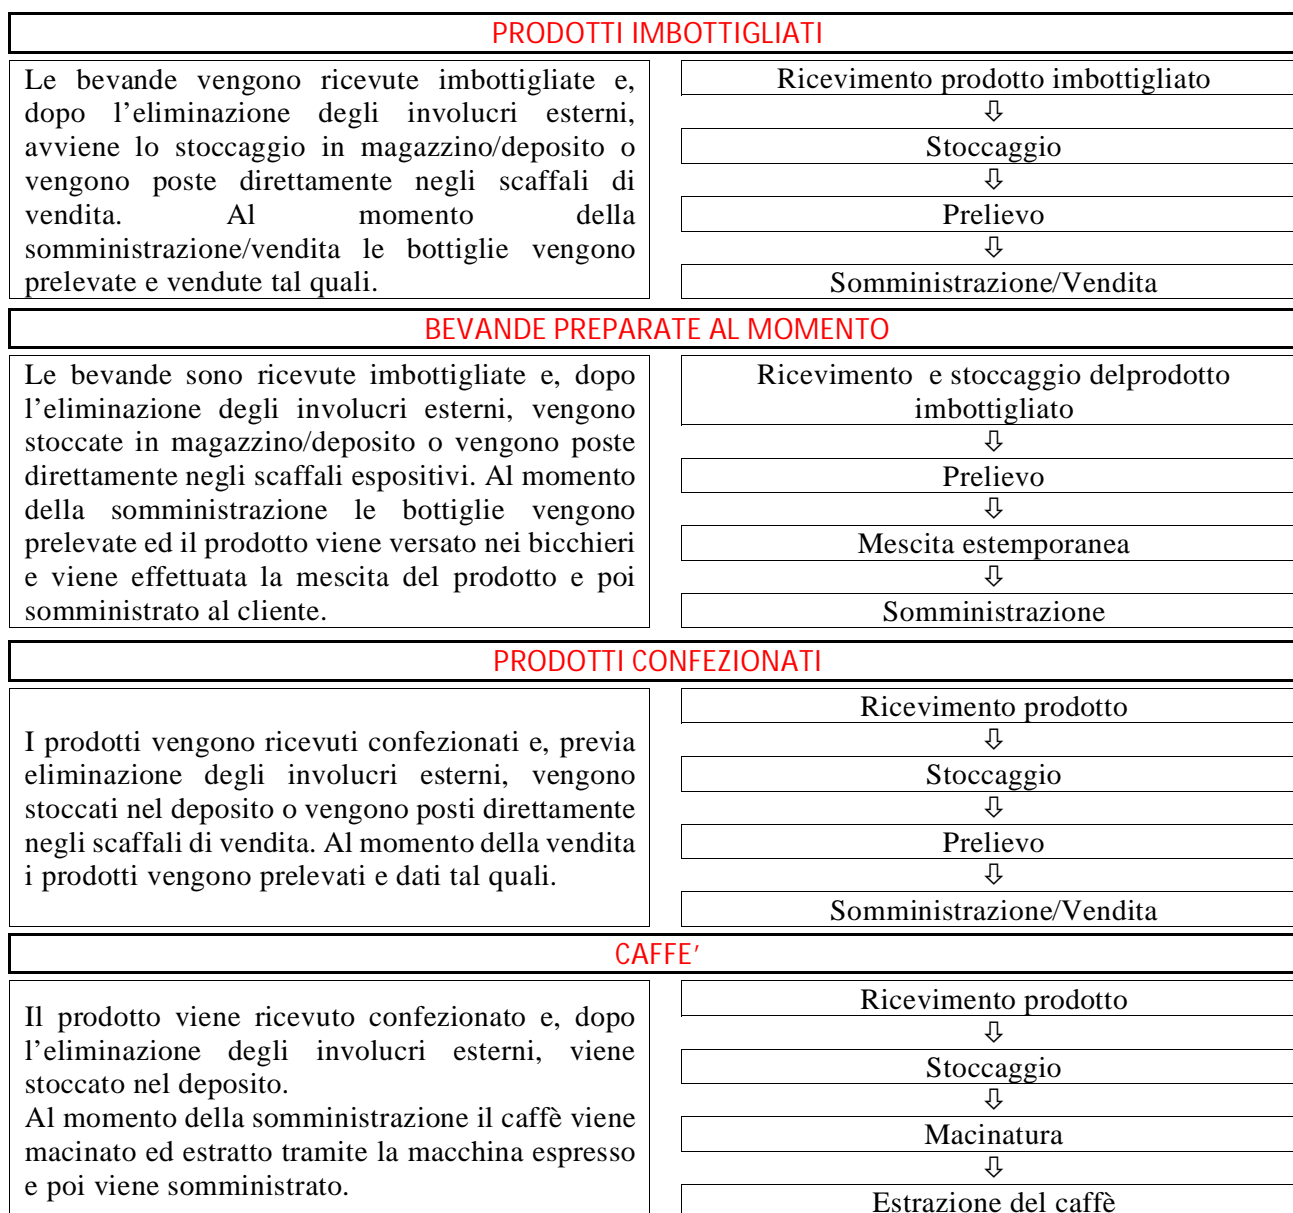 PRODOTTI IMBOTTIGLIATI
Le bevande vengono ricevute imbottigliate e,
dopo l’eliminazione degli involucri esterni,
avviene lo stoccaggio in magazzino/deposito o
vengono poste direttamente negli scaffali di
vendita. Al momento della
somministrazione/vendita le bottiglie vengono
prelevate e vendute tal quali.
Ricevimento prodotto imbottigliato
⇩
Stoccaggio
⇩
Prelievo
⇩
Somministrazione/Vendita
BEVANDE PREPARATE AL MOMENTO
Le bevande sono ricevute imbottigliate e, dopo
l’eliminazione degli involucri esterni, vengono
stoccate in magazzino/deposito o vengono poste
direttamente negli scaffali espositivi. Al momento
della somministrazione le bottiglie vengono
prelevate ed il prodotto viene versato nei bicchieri
e viene effettuata la mescita del prodotto e poi
somministrato al cliente.
Ricevimento e stoccaggio delprodotto
imbottigliato
⇩
Prelievo
⇩
Mescita estemporanea
⇩
Somministrazione
PRODOTTI CONFEZIONATI
I prodotti vengono ricevuti confezionati e, previa
eliminazione degli involucri esterni, vengono
stoccati nel deposito o vengono posti direttamente
negli scaffali di vendita. Al momento della vendita
i prodotti vengono prelevati e dati tal quali.
Ricevimento prodotto
⇩
Stoccaggio
⇩
Prelievo
⇩
Somministrazione/Vendita
CAFFE’
Il prodotto viene ricevuto confezionato e, dopo
l’eliminazione degli involucri esterni, viene
stoccato nel deposito.
Al momento della somministrazione il caffè viene
macinato ed estratto tramite la macchina espresso
e poi viene somministrato.
Ricevimento prodotto
⇩
Stoccaggio
⇩
Macinatura
⇩
Estrazione del caffè